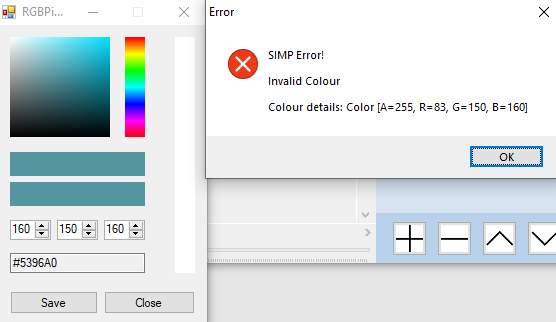 RGBPi...
Error
SIMP Error!
Invalid Colour
Colour details: Color [A=255, R=83, G=150, B=160]
OK
160 150 160
#5396A0
Save Close